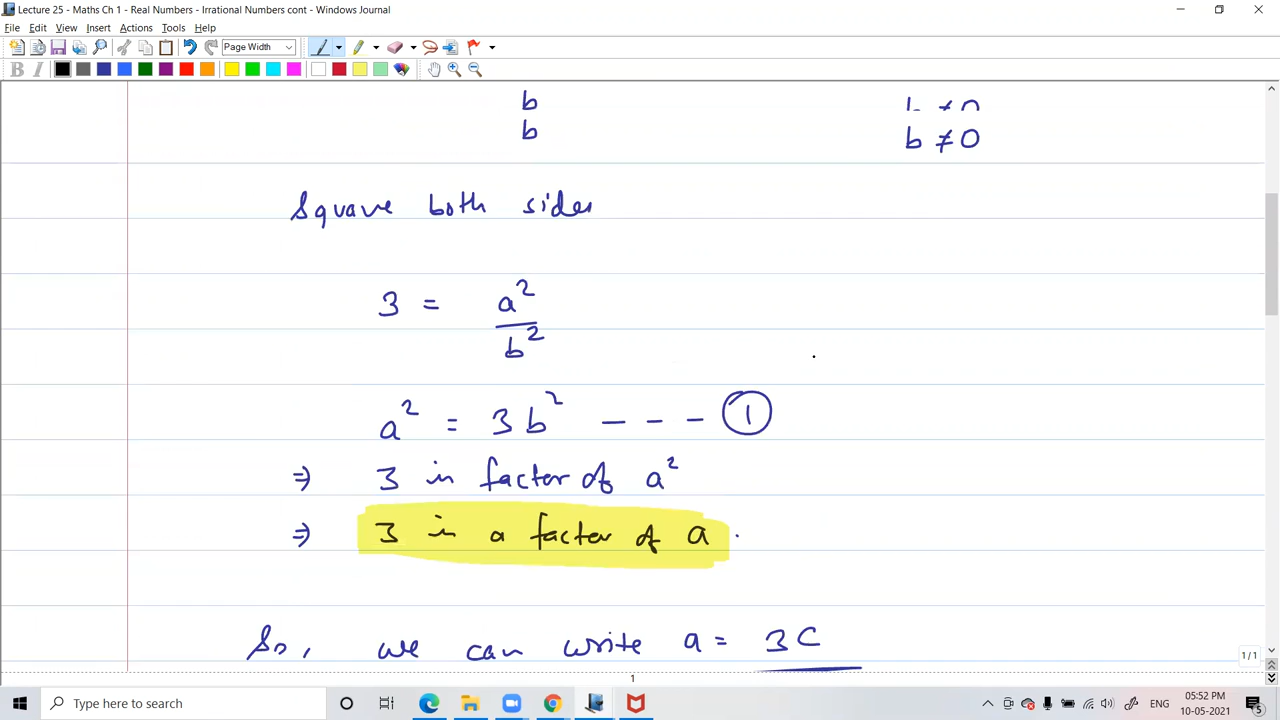 Lecture 25 - Maths Ch 1 - Real Numbers - Irrational Numbers cont - Windows Journal
File Edit View Insert Actions Tools Help
Page Width
B I
b
b
b ≠ 0
b ≠ 0
Square both sides
3 = a²
b²
a² = 3b² - - - ①
⇒ 3 is factor of a²
⇒ 3 is a factor of a.
So, we can write a = 3C
1/1
1
Type here to search
ENG
05:52 PM
10-05-2021
5